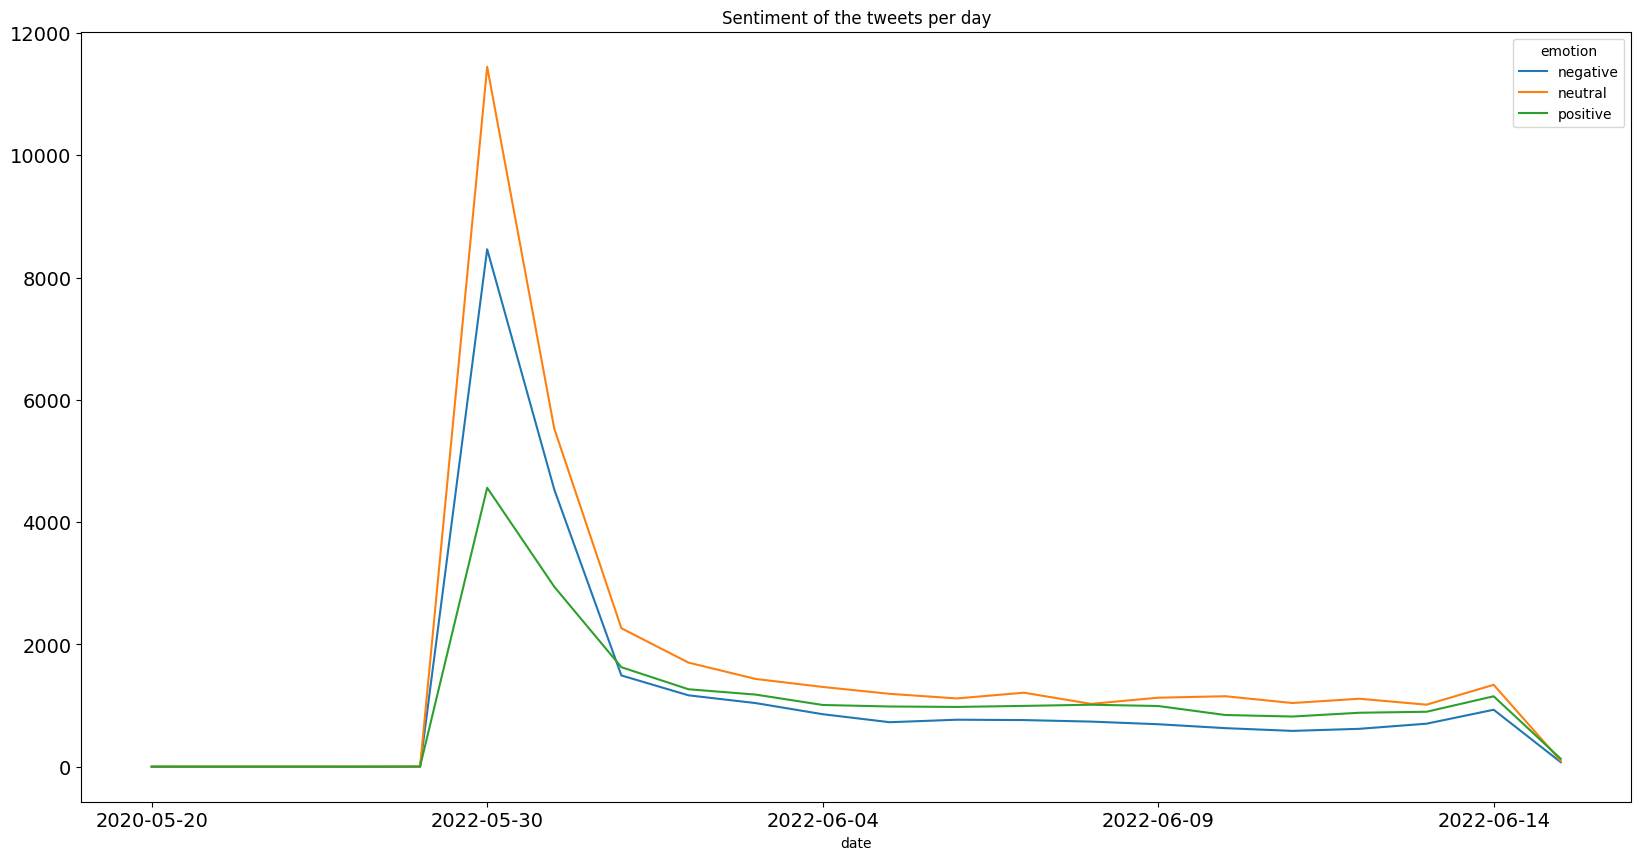 Sentiment of the tweets per day
12000
10000
8000
6000
4000
2000
0
emotion
negative
neutral
positive
2020-05-20
2022-05-30
2022-06-04
2022-06-09
2022-06-14
date